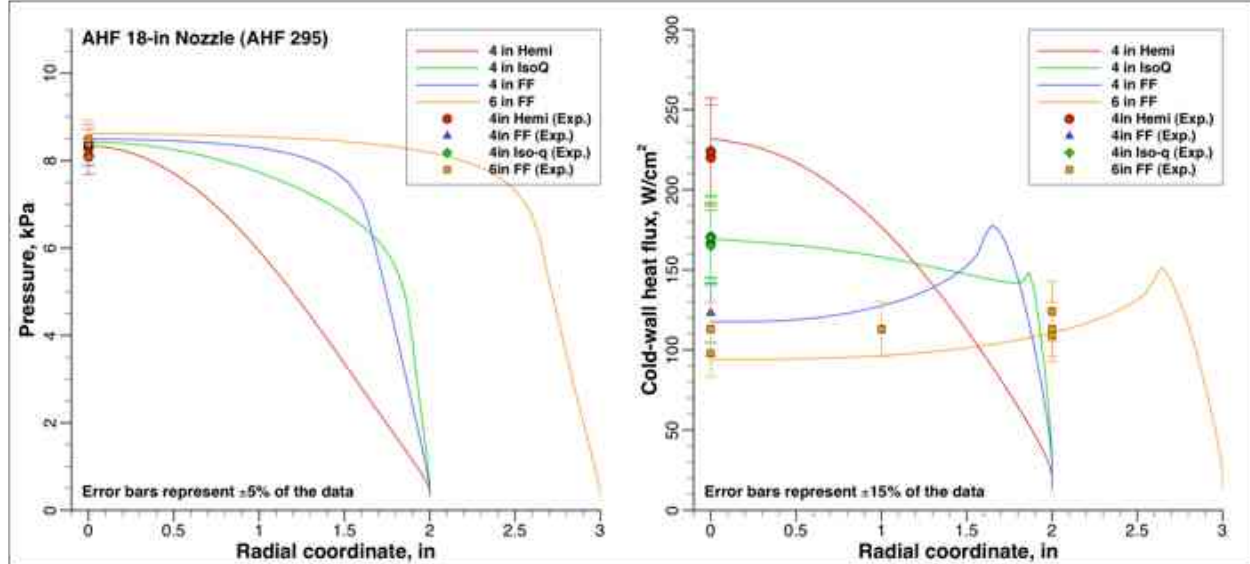 AHF 18-in Nozzle (AHF 295)
4 in Hemi
4 in IsoQ
4 in FF
6 in FF
4in Hemi (Exp.)
4in FF (Exp.)
4in Iso-q (Exp.)
6in FF (Exp.)
Pressure, kPa
10
8
6
4
2
0
Error bars represent ±5% of the data
0
0.5
1
1.5
2
2.5
3
Radial coordinate, in
4 in Hemi
4 in IsoQ
4 in FF
6 in FF
4in Hemi (Exp.)
4in FF (Exp.)
4in Iso-q (Exp.)
6in FF (Exp.)
Cold-wall heat flux, W/cm²
300
250
200
150
100
50
0
Error bars represent ±15% of the data
0
0.5
1
1.5
2
2.5
3
Radial coordinate, in